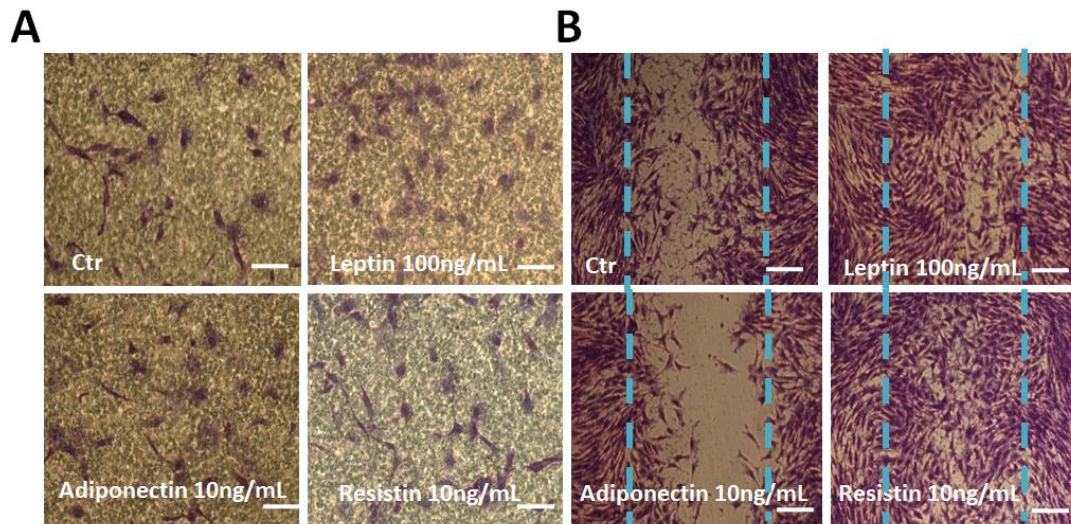 A
B
Ctr
Leptin 100ng/mL
Ctr
Leptin 100ng/mL
Adiponectin 10ng/mL
Resistin 10ng/mL
Adiponectin 10ng/mL
Resistin 10ng/mL